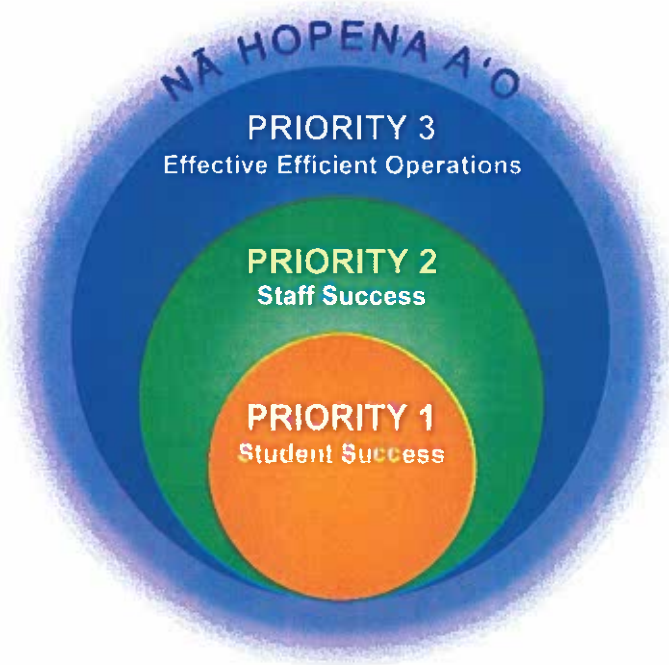 NĀ HOPENA A‘O
PRIORITY 3
Effective Efficient Operations
PRIORITY 2
Staff Success
PRIORITY 1
Student Success